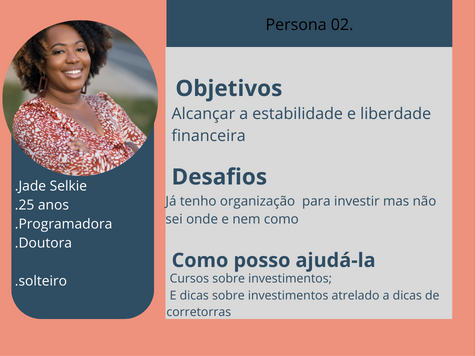 Persona 02.
Objetivos
Alcançar a estabilidade e liberdade
financeira
Desafios
Já tenho organização para investir mas não
sei onde e nem como
Como posso ajudá-la
Cursos sobre investimentos;
E dicas sobre investimentos atrelado a dicas de
corretorras
.Jade Selkie
.25 anos
.Programadora
.Doutora
.solteiro